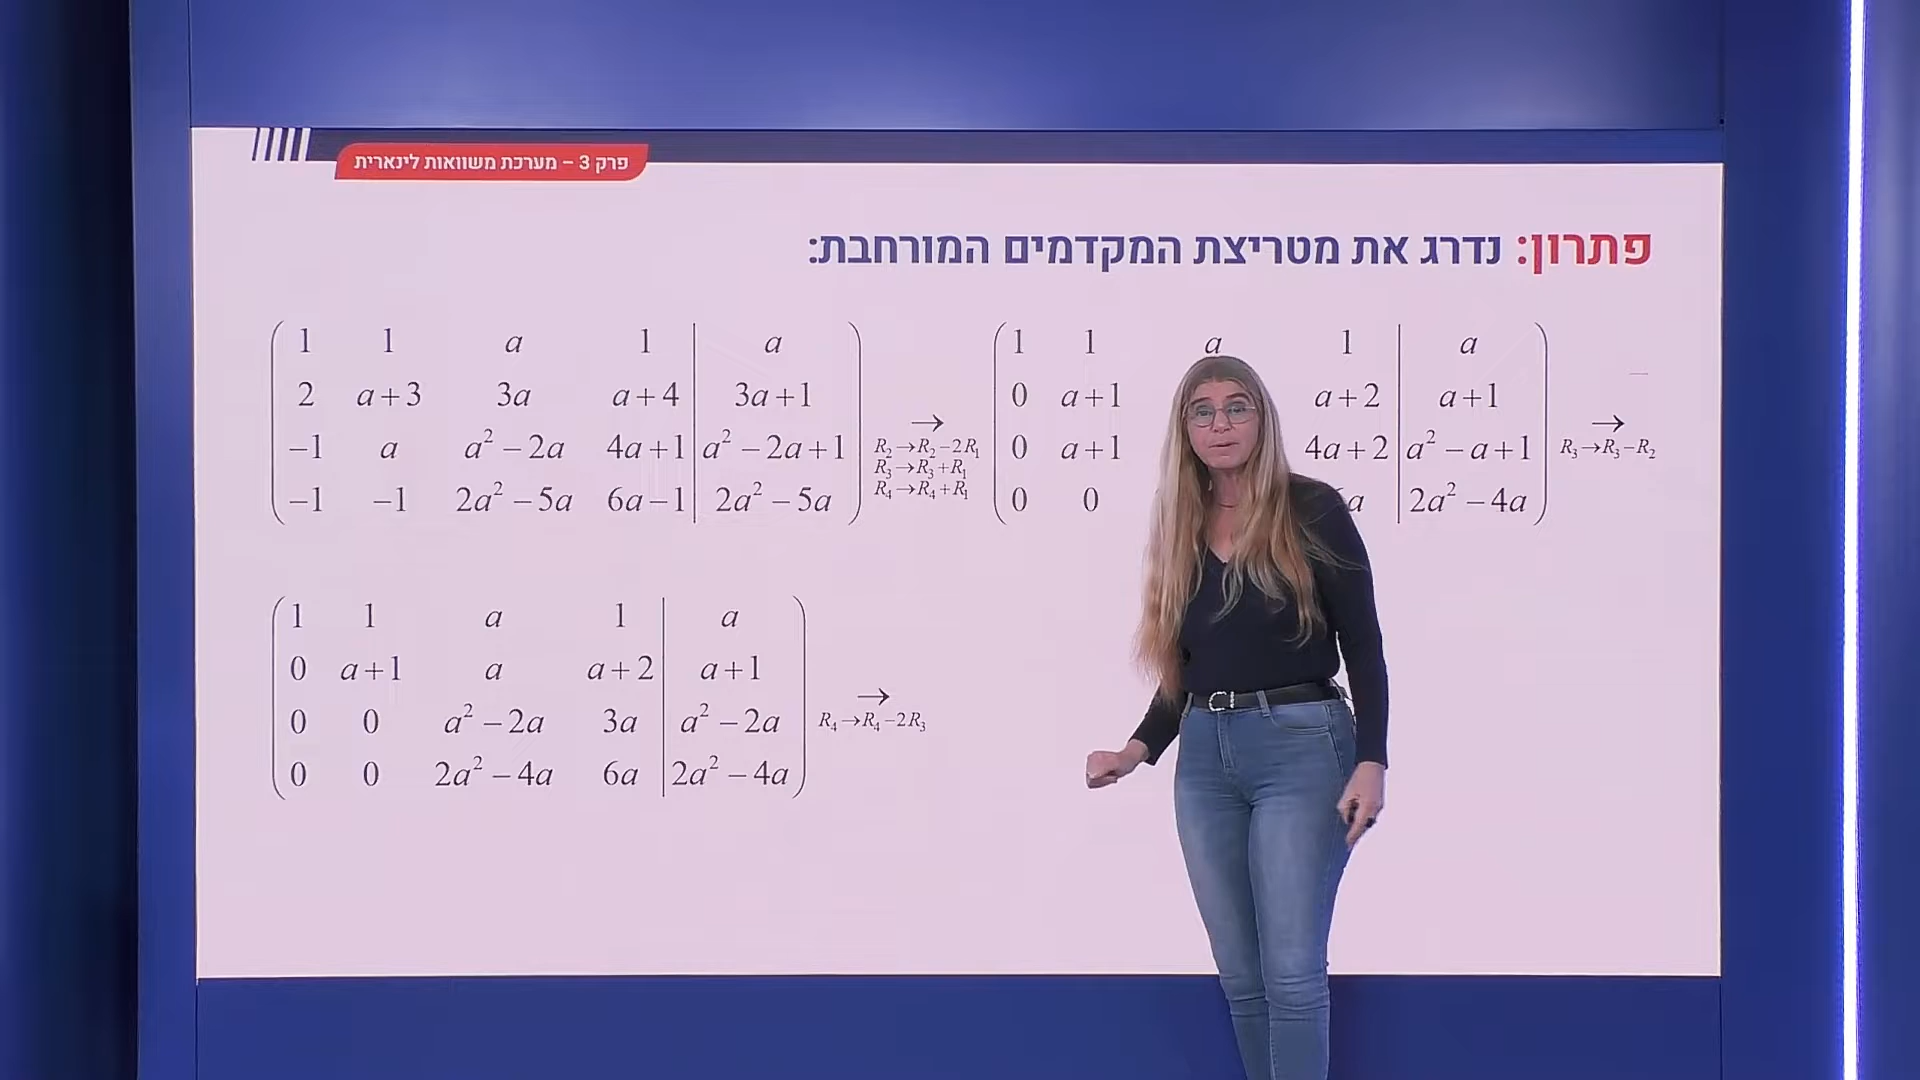 פרק 3 – מערכת משוואות לינארית
פתרון: נדרג את מטריצת המקדמים המורחבת:
1 1 a 1 | a
2 a+3 3a a+4 | 3a+1
−1 a a² − 2a 4a+1 | a² − 2a+1
−1 −1 2a² − 5a 6a−1 | 2a² − 5a
→
R₂→R₂−2R₁
R₃→R₃+R₁
R₄→R₄+R₁
1 1 a 1 | a
0 a+1 a+2 | a+1
0 a+1 4a+2 | a² − a+1
0 0 a | 2a² − 4a
→
R₃→R₃−R₂
1 1 a 1 | a
0 a+1 a a+2 | a+1
0 0 a² − 2a 3a | a² − 2a
0 0 2a² − 4a 6a | 2a² − 4a
→
R₄→R₄−2R₃